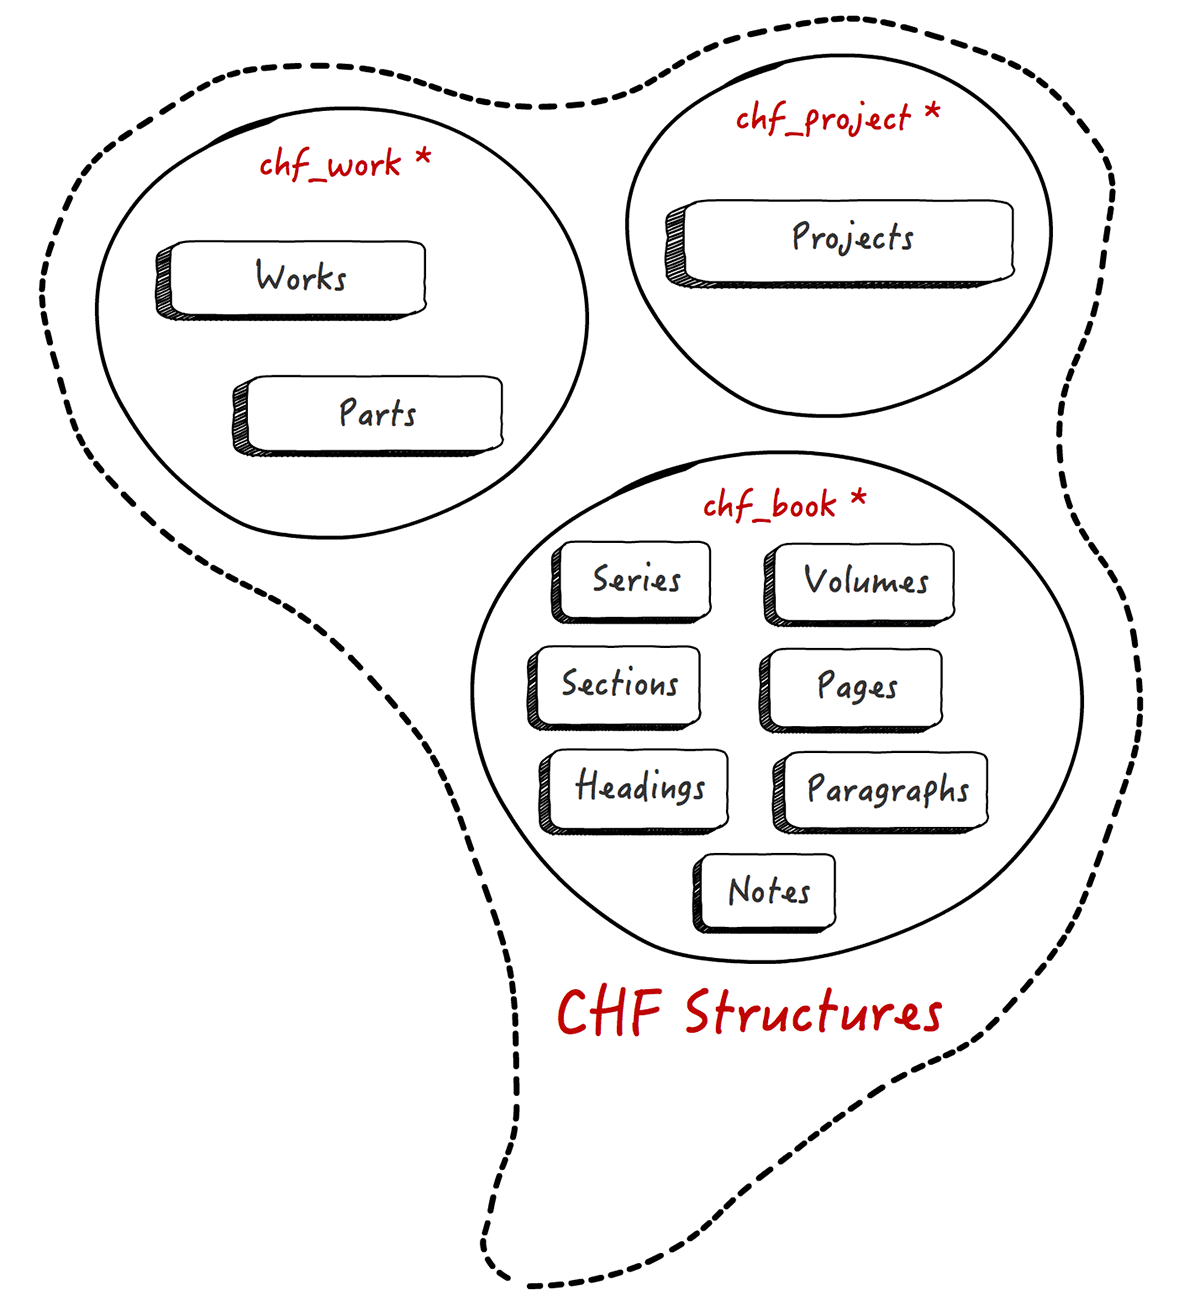 chf_work *
Works
Parts
chf_project *
Projects
chf_book *
Series
Volumes
Sections
Pages
Headings
Paragraphs
Notes
CHF Structures